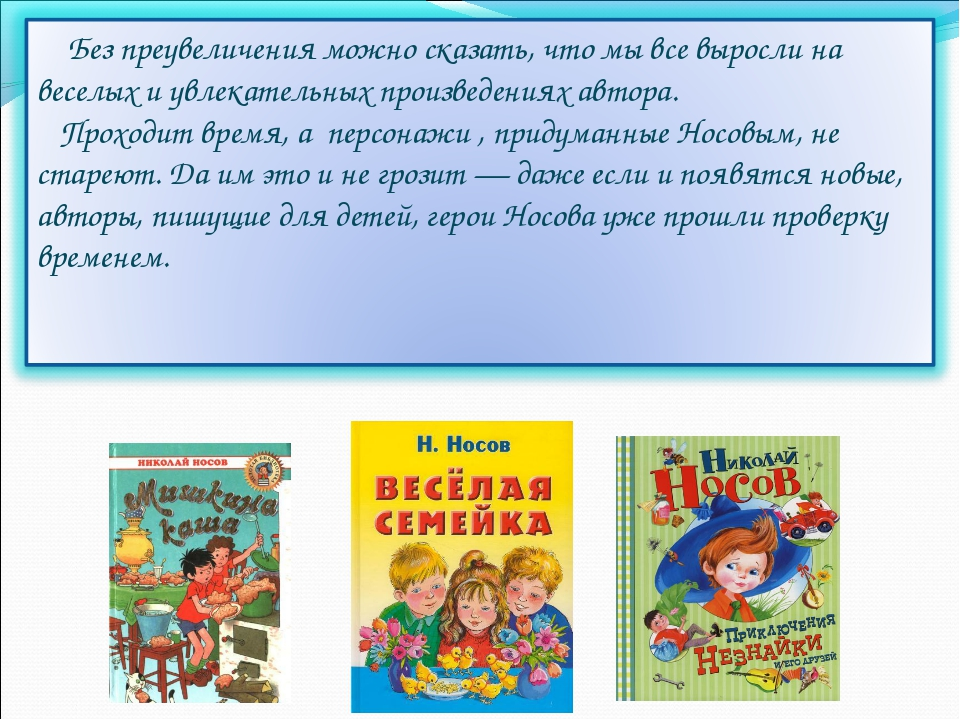 Без преувеличения можно сказать, что мы все выросли на
веселых и увлекательных произведениях автора.
Проходит время, а персонажи , придуманные Носовым, не
стареют. Да им это и не грозит — даже если и появятся новые,
авторы, пишущие для детей, герои Носова уже прошли проверку
временем.
НИКОЛАЙ НОСОВ
Мишкина
каша
Н. Носов
ВЕСЁЛАЯ
СЕМЕЙКА
НИКОЛАЙ
НОСОВ
ПРИКЛЮЧЕНИЯ
НЕЗНАЙКИ
И ЕГО ДРУЗЕЙ